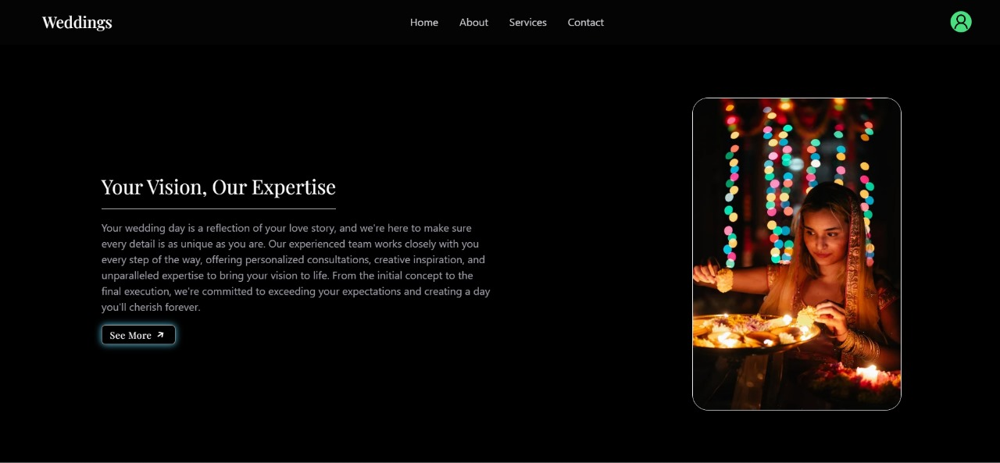 Weddings
Home About Services Contact
Your Vision, Our Expertise
Your wedding day is a reflection of your love story, and we're here to make sure
every detail is as unique as you are. Our experienced team works closely with you
every step of the way, offering personalized consultations, creative inspiration, and
unparalleled expertise to bring your vision to life. From the initial concept to the
final execution, we're committed to exceeding your expectations and creating a day
you'll cherish forever.
See More